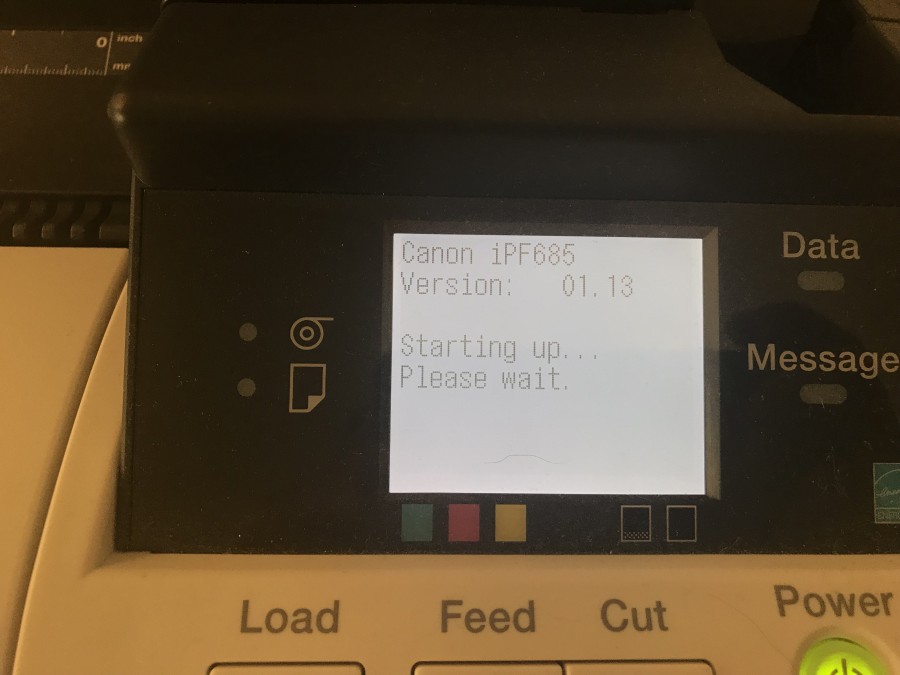 0 inch
Canon iPF685
Version: 01.13
Starting up...
Please wait.
Data
Message
Load
Feed
Cut
Power